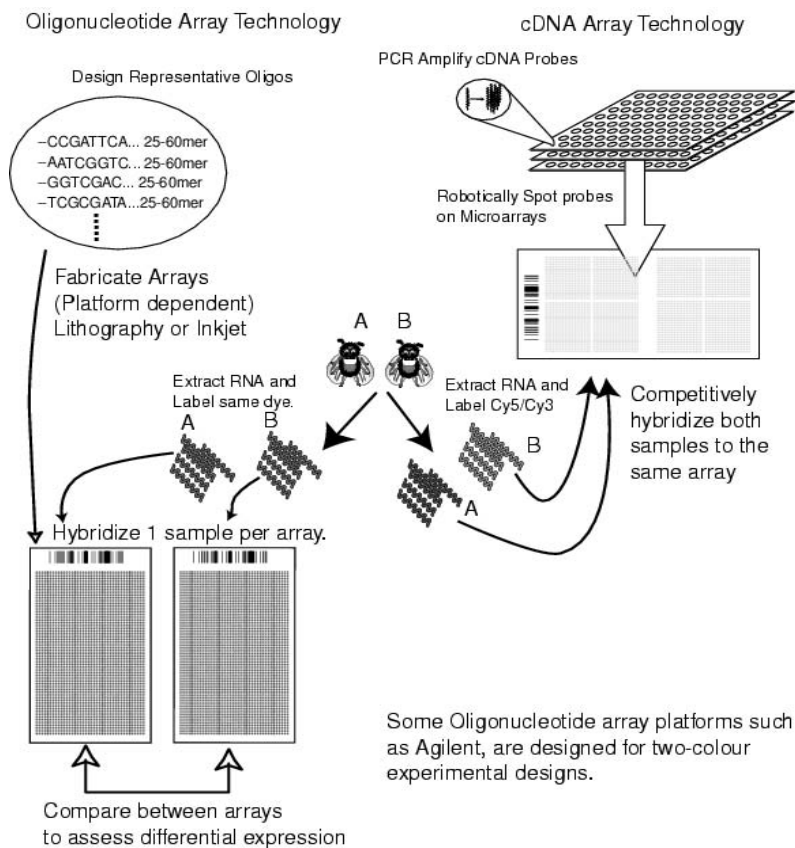 Oligonucleotide Array Technology
Design Representative Oligos
–CCGATTCA... 25-60mer
–AATCGGTC... 25-60mer
–GGTCGAC... 25-60mer
–TCGCGATA...25-60mer
Fabricate Arrays
(Platform dependent)
Lithography or Inkjet
cDNA Array Technology
PCR Amplify cDNA Probes
Robotically Spot probes
on Microarrays
A B
Extract RNA and
Label same dye.
A
B
Extract RNA and
Label Cy5/Cy3
B
A
Competitively
hybridize both
samples to the
same array
Hybridize 1 sample per array.
Compare between arrays
to assess differential expression
Some Oligonucleotide array platforms such
as Agilent, are designed for two-colour
experimental designs.